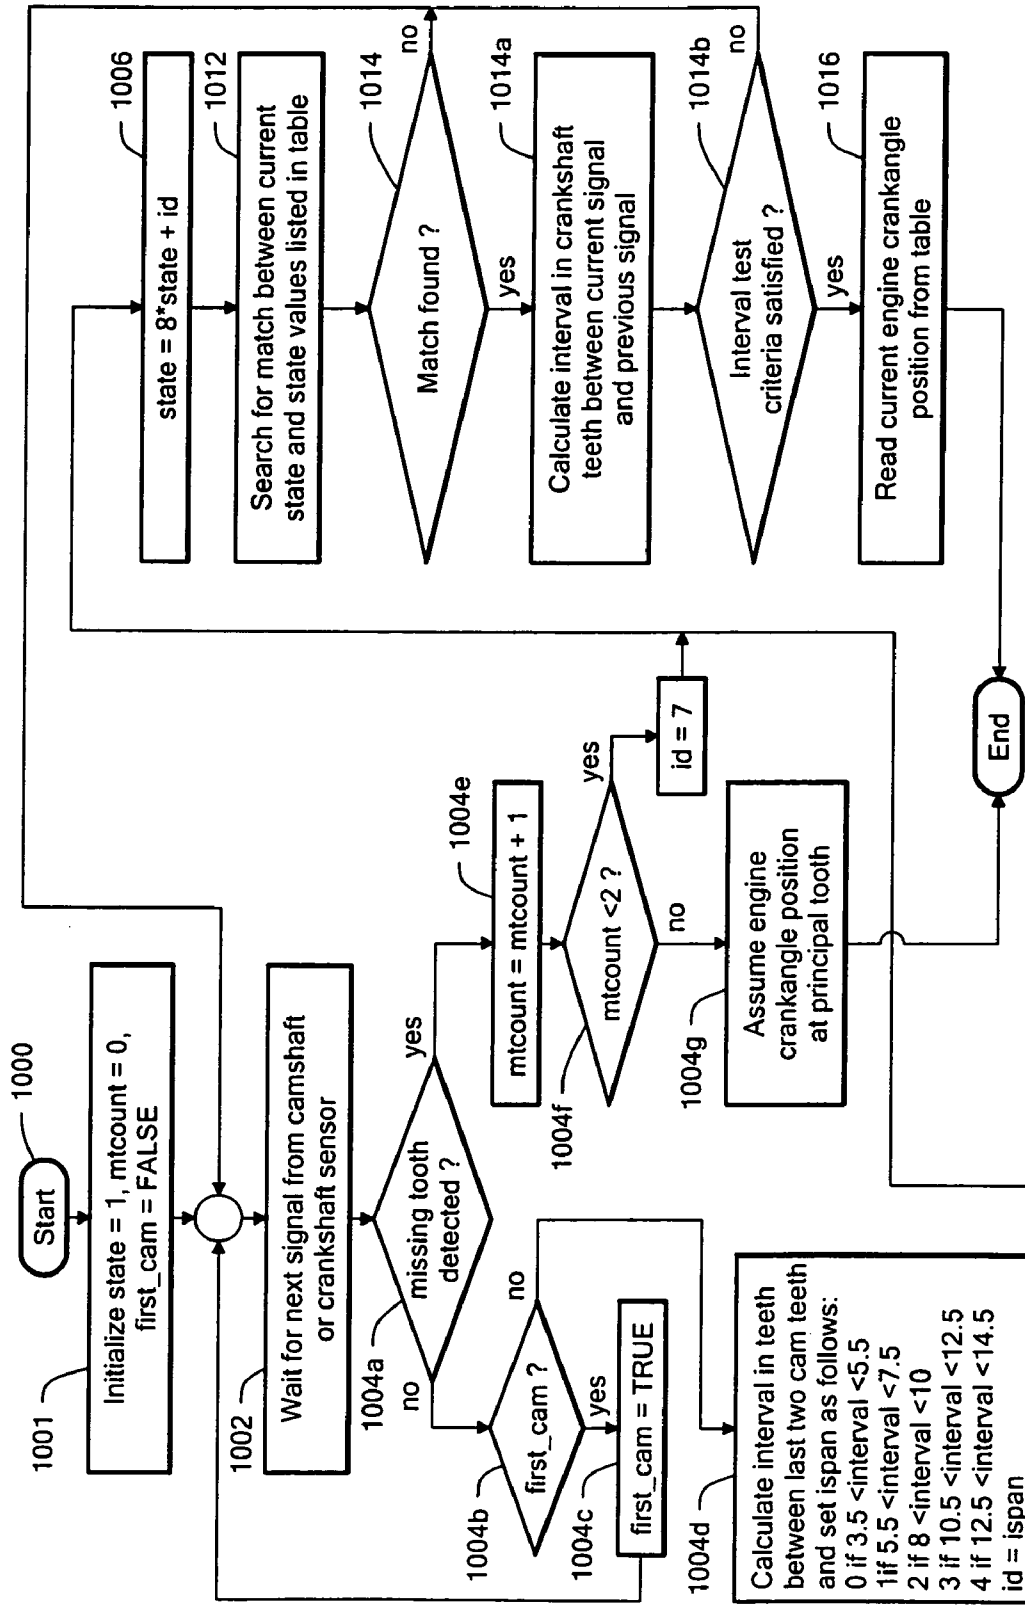 1000
Start
1001
Initialize state = 1, mtcount = 0,
first_cam = FALSE
1002
Wait for next signal from camshaft
or crankshaft sensor
1004a
missing tooth
detected ?
no
yes
1004b
first_cam ?
no
yes
1004c
first_cam = TRUE
1004d
Calculate interval in teeth
between last two cam teeth
and set ispan as follows:
0 if 3.5 <interval <5.5
1if 5.5 <interval <7.5
2 if 8 <interval <10
3 if 10.5 <interval <12.5
4 if 12.5 <interval <14.5
id = ispan
1004e
mtcount = mtcount + 1
1004f
mtcount <2 ?
yes
no
id = 7
1004g
Assume engine
crankangle position
at principal tooth
End
1006
state = 8*state + id
1012
Search for match between current
state and state values listed in table
1014
Match found ?
no
yes
1014a
Calculate interval in crankshaft
teeth between current signal
and previous signal
1014b
Interval test
criteria satisfied ?
no
yes
1016
Read current engine crankangle
position from table